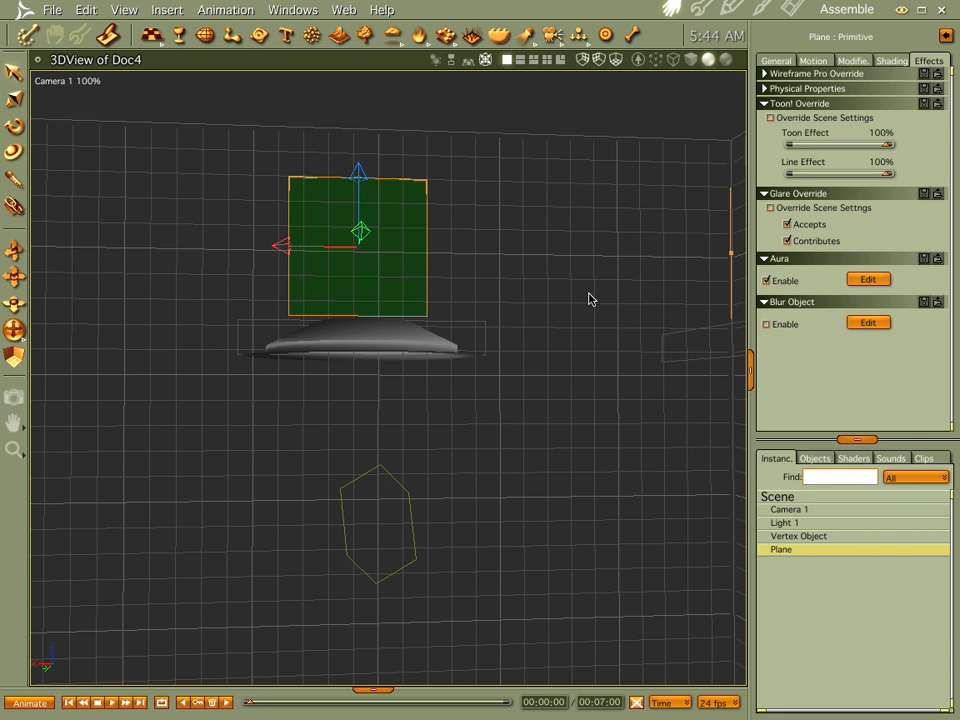 File Edit View Insert Animation Windows Web Help Assemble
5:44 AM
3DView of Doc4
Camera 1 100%
Plane : Primitive
General Motion Modifie. Shading Effects
Wireframe Pro Override
Physical Properties
Toon! Override
Override Scene Settings
Toon Effect 100%
Line Effect 100%
Glare Override
Override Scene Settngs
Accepts
Contributes
Aura
Enable Edit
Blur Object
Enable Edit
Instanc. Objects Shaders Sounds Clips
Find: All
Scene
Camera 1
Light 1
Vertex Object
Plane
Animate 00:00:00 / 00:07:00 Time 24 fps